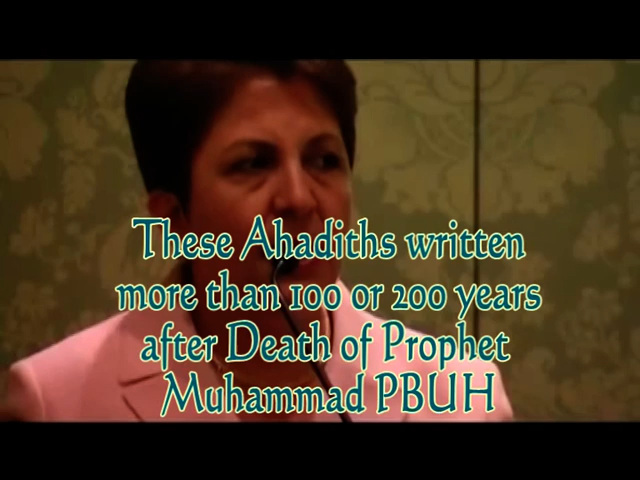 These Ahadiths written
more than 100 or 200 years
after Death of Prophet
Muhammad PBUH